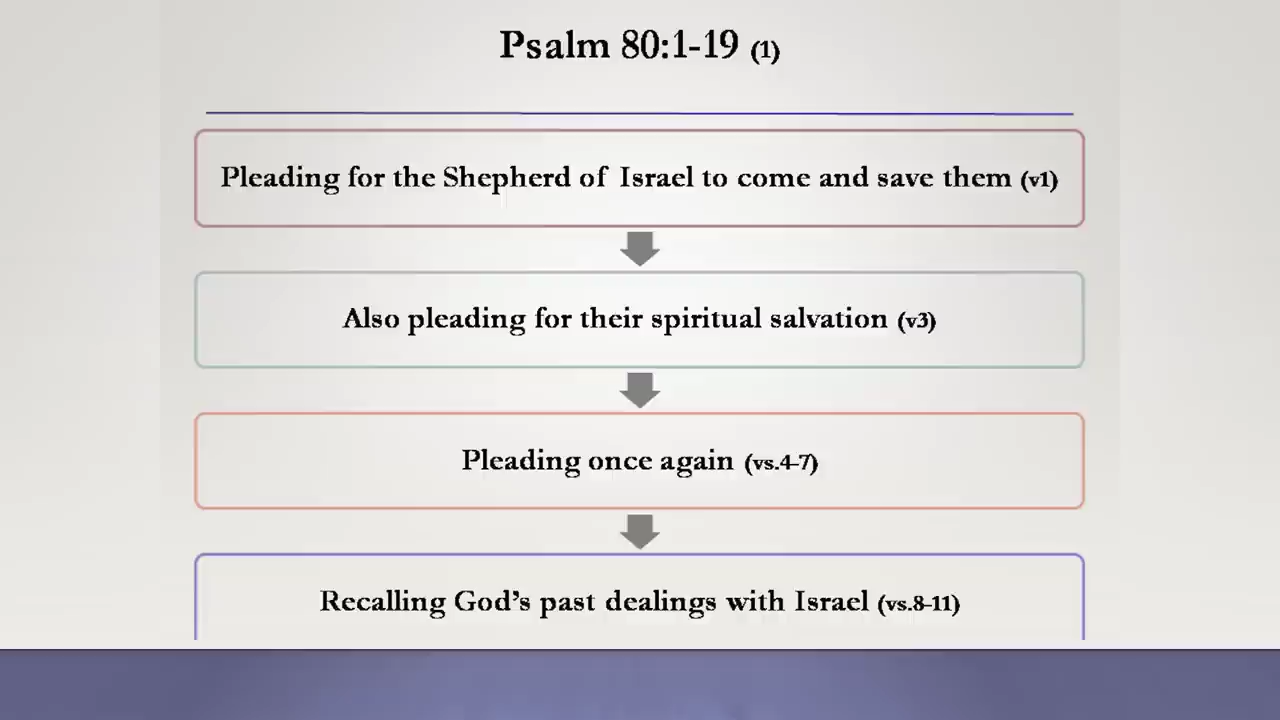 Psalm 80:1-19 (1)
Pleading for the Shepherd of Israel to come and save them (v1)
Also pleading for their spiritual salvation (v3)
Pleading once again (vs.4-7)
Recalling God's past dealings with Israel (vs.8-11)